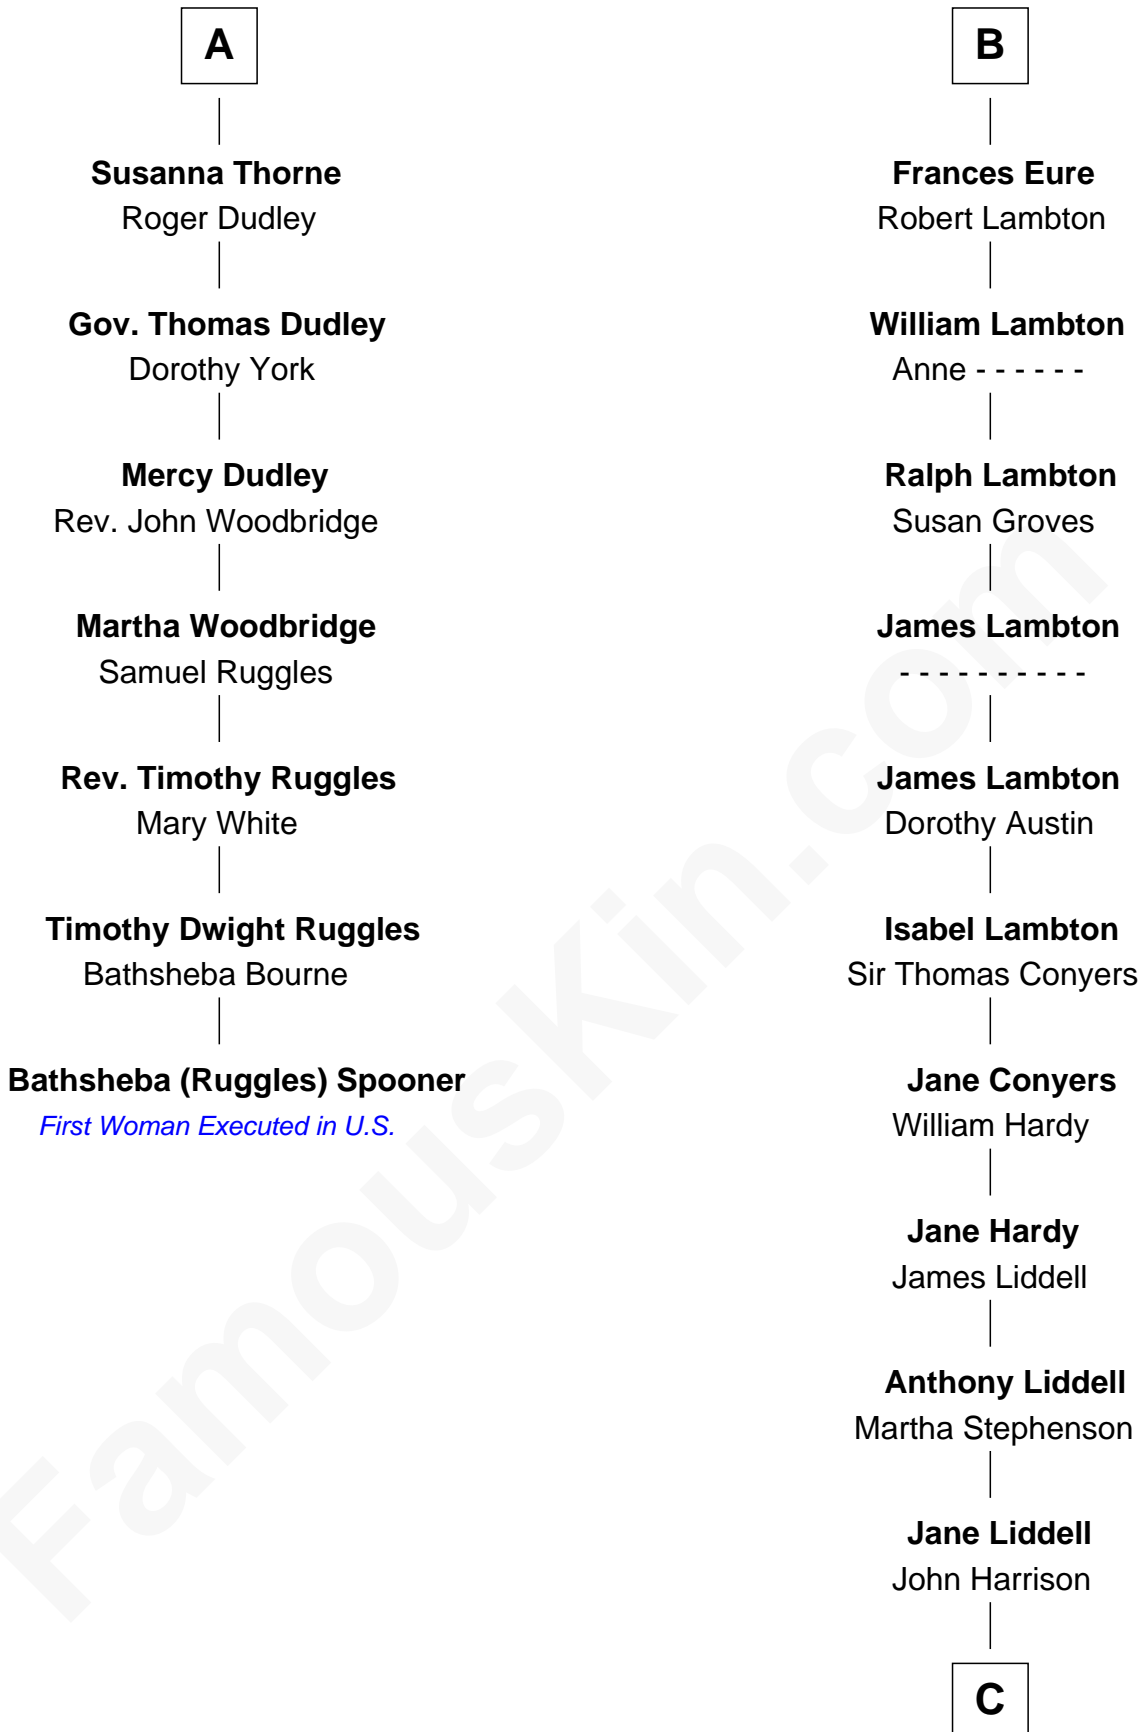 A
Susanna Thorne
Roger Dudley
Gov. Thomas Dudley
Dorothy York
Mercy Dudley
Rev. John Woodbridge
Martha Woodbridge
Samuel Ruggles
Rev. Timothy Ruggles
Mary White
Timothy Dwight Ruggles
Bathsheba Bourne
Bathsheba (Ruggles) Spooner
First Woman Executed in U.S.
B
Frances Eure
Robert Lambton
William Lambton
Anne - - - - - -
Ralph Lambton
Susan Groves
James Lambton
- - - - - - - - - -
James Lambton
Dorothy Austin
Isabel Lambton
Sir Thomas Conyers
Jane Conyers
William Hardy
Jane Hardy
James Liddell
Anthony Liddell
Martha Stephenson
Jane Liddell
John Harrison
C
FamousKin.com